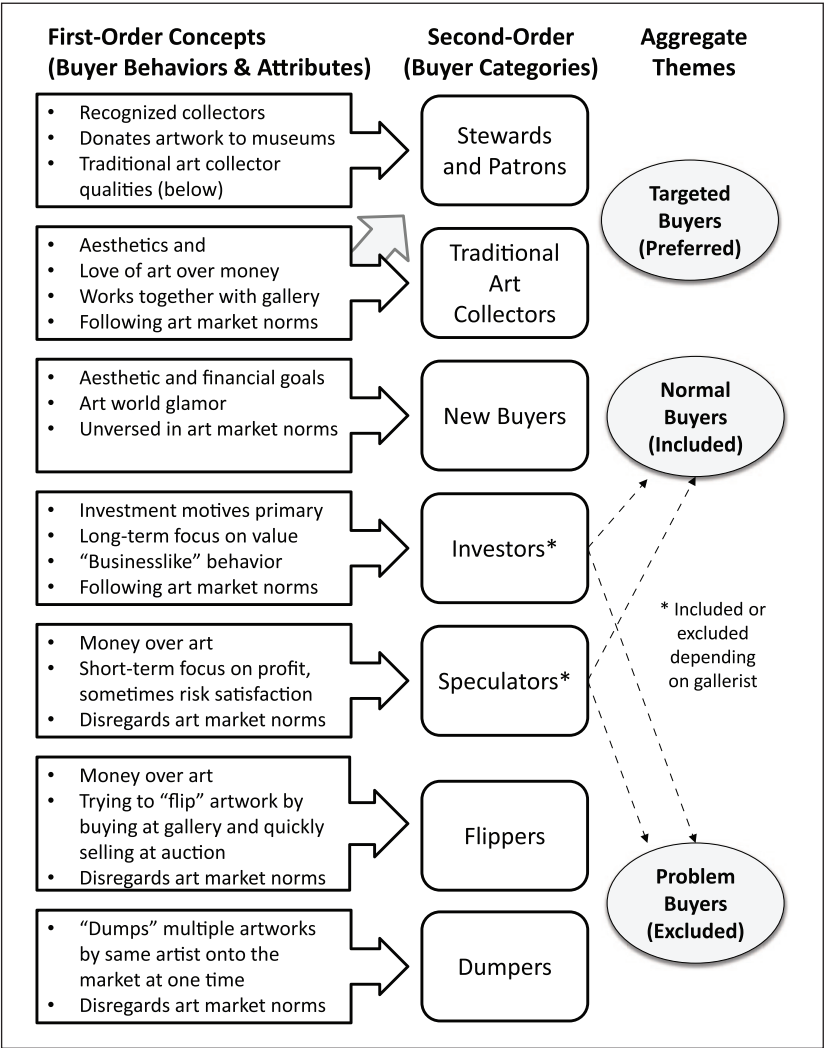 First-Order Concepts
(Buyer Behaviors & Attributes)
Second-Order
(Buyer Categories)
Aggregate
Themes
• Recognized collectors
• Donates artwork to museums
• Traditional art collector
qualities (below)
Stewards
and Patrons
Targeted
Buyers
(Preferred)
• Aesthetics and
• Love of art over money
• Works together with gallery
• Following art market norms
Traditional
Art
Collectors
• Aesthetic and financial goals
• Art world glamor
• Unversed in art market norms
New Buyers
Normal
Buyers
(Included)
• Investment motives primary
• Long-term focus on value
• “Businesslike” behavior
• Following art market norms
Investors*
* Included or
excluded
depending
on gallerist
• Money over art
• Short-term focus on profit,
sometimes risk satisfaction
• Disregards art market norms
Speculators*
• Money over art
• Trying to “flip” artwork by
buying at gallery and quickly
selling at auction
• Disregards art market norms
Flippers
Problem
Buyers
(Excluded)
• “Dumps” multiple artworks
by same artist onto the
market at one time
• Disregards art market norms
Dumpers